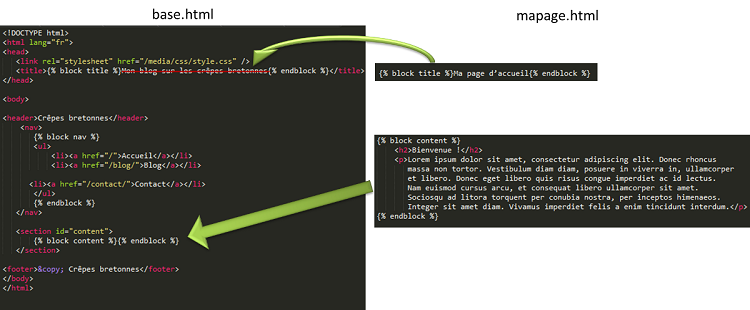 base.html
<!DOCTYPE html>
<html lang="fr">
<head>
    <link rel="stylesheet" href="/media/css/style.css" />
    <title>{% block title %}Mon blog sur les crêpes bretonnes{% endblock %}</title>
</head>
<body>
<header>Crêpes bretonnes</header>
    <nav>
        {% block nav %}
        <ul>
            <li><a href="/">Accueil</a></li>
            <li><a href="/blog/">Blog</a></li>
    <li><a href="/contact/">Contact</a></li>
        </ul>
        {% endblock %}
    </nav>
    <section id="content">
        {% block content %}{% endblock %}
    </section>
<footer>&copy; Crêpes bretonnes</footer>
</body>
</html>
mapage.html
{% block title %}Ma page d'accueil{% endblock %}
{% block content %}
    <h2>Bienvenue !</h2>
    <p>Lorem ipsum dolor sit amet, consectetur adipiscing elit. Donec rhoncus
    massa non tortor. Vestibulum diam diam, posuere in viverra in, ullamcorper
    et libero. Donec eget libero quis risus congue imperdiet ac id lectus.
    Nam euismod cursus arcu, et consequat libero ullamcorper sit amet.
    Sociosqu ad litora torquent per conubia nostra, per inceptos himenaeos.
    Integer sit amet diam. Vivamus imperdiet felis a enim tincidunt interdum.</p>
{% endblock %}